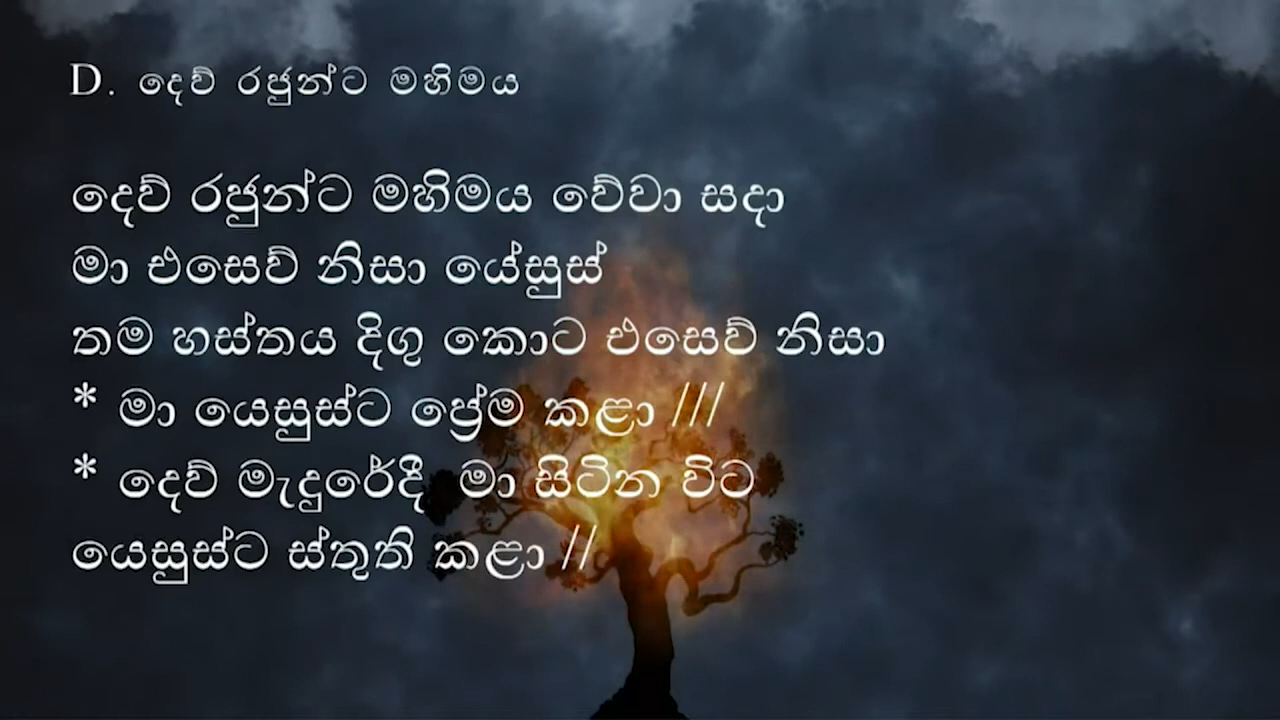 D. දෙව් රජුන්ට මහිමය
දෙව් රජුන්ට මහිමය වේවා සදා
මා එසෙව් නිසා යේසුස්
තම හස්තය දිගු කොට එසෙව් නිසා
* මා යෙසුස්ට ප්‍රේම කළා ///
* දෙව් මැදුරේදී මා සිටින විට
යෙසුස්ට ස්තුති කළා //